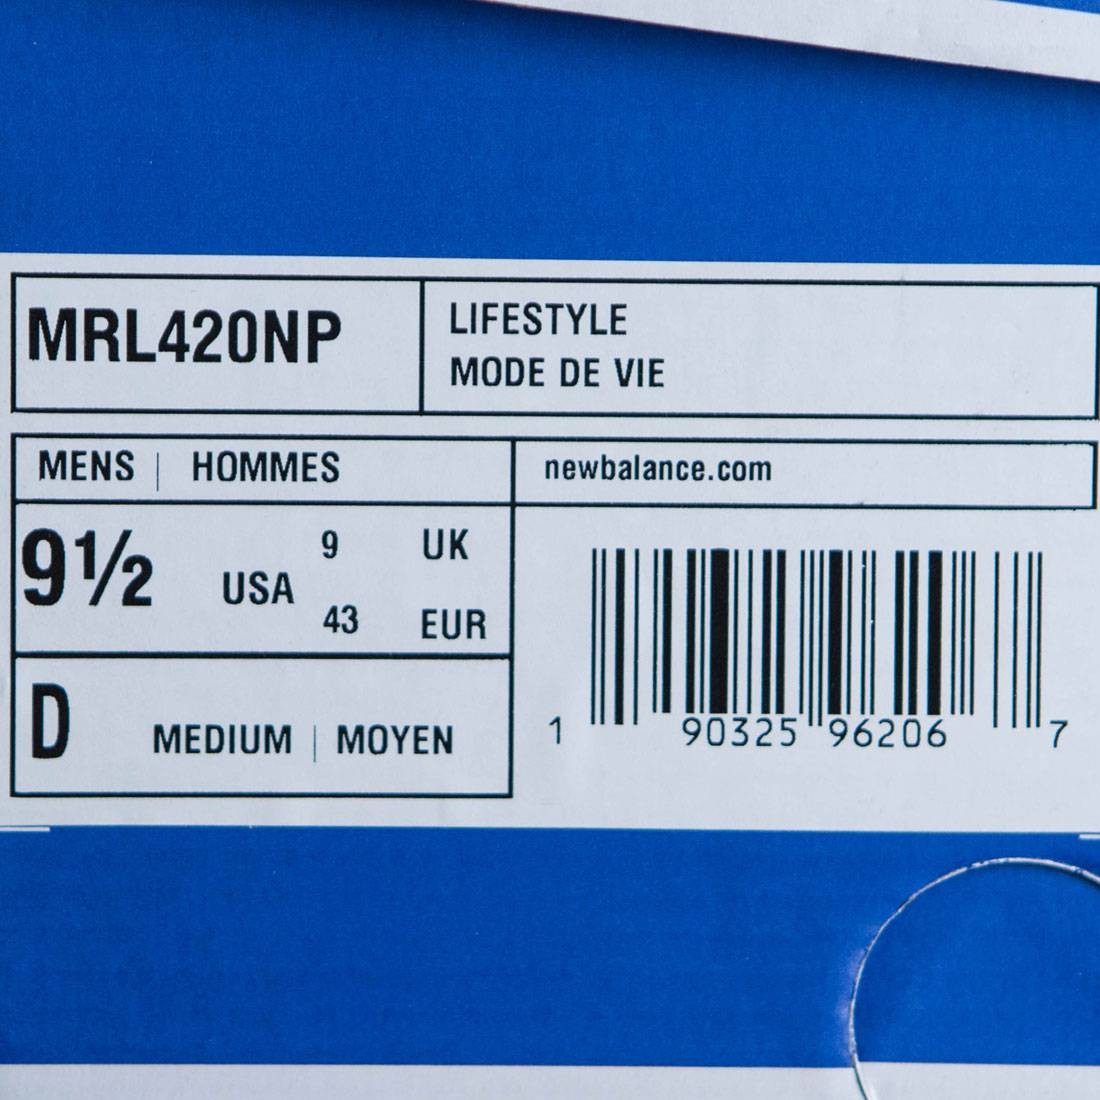 MRL420NP
LIFESTYLE
MODE DE VIE
MENS | HOMMES
newbalance.com
9½ USA
9 UK
43 EUR
D MEDIUM | MOYEN
1 90325 96206 7